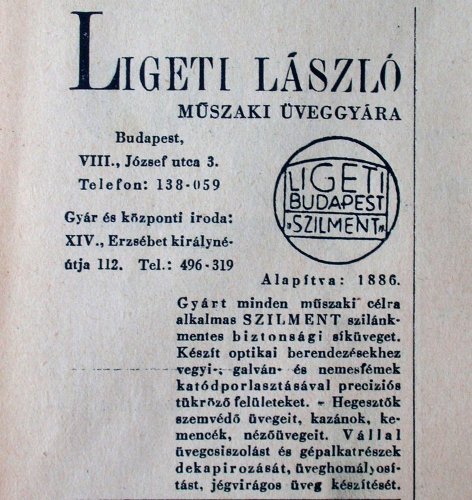 LIGETI LÁSZLÓ
MŰSZAKI ÜVEGGYÁRA
Budapest,
VIII., József utca 3.
Telefon: 138-059
Gyár és központi iroda:
XIV., Erzsébet királyné-
útja 112. Tel.: 496-319
LIGETI
BUDAPEST
„SZILMENT"
Alapítva: 1886.
Gyárt minden műszaki célra
alkalmas SZILMENT szilánk-
mentes biztonsági síküveget.
Készít optikai berendezésekhez
vegyi-, galván- és nemesfémek
katódporlasztásával preciziós
tükröző felületeket. - Hegesztők
szemvédő üvegeit, kazánok, ke-
mencék, nézőüvegeit. Vállal
üvegcsiszolást és gépalkatrészek
dekapirozását, üveghomályosí-
tást, jégvirágos üveg készítését.